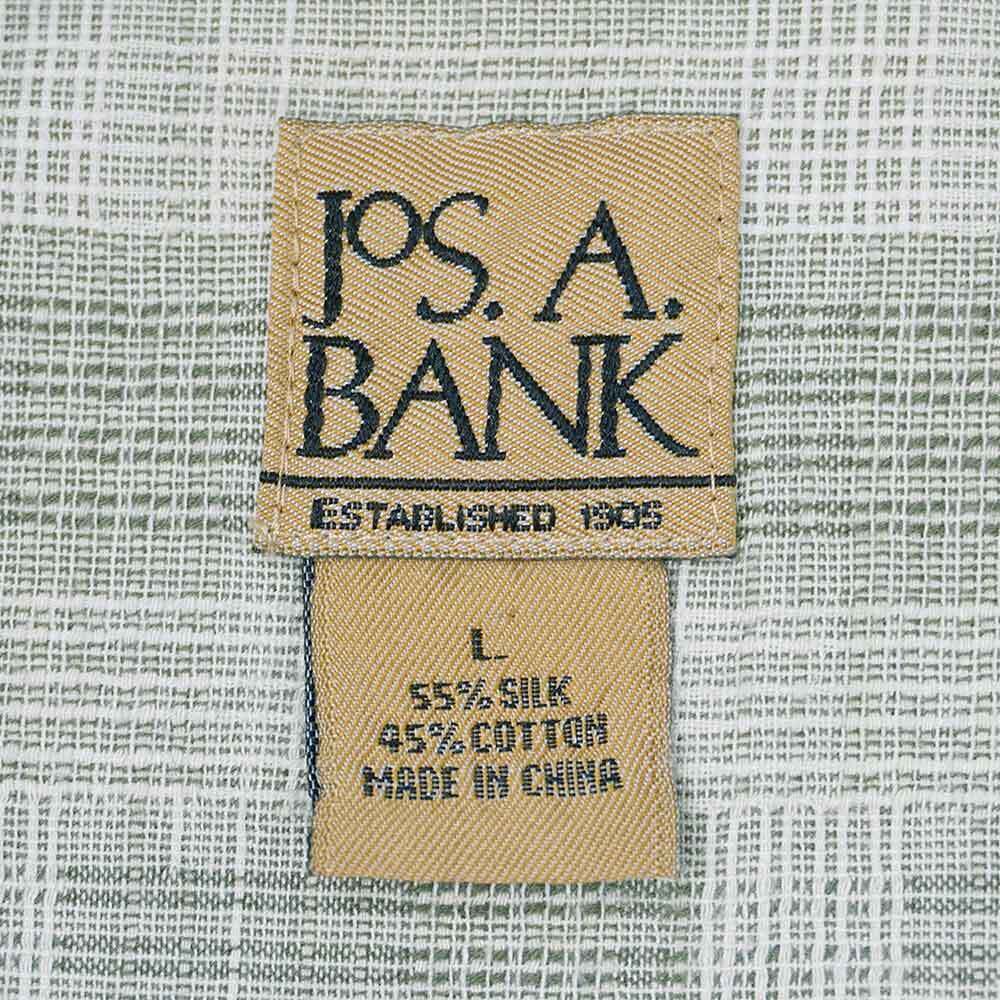 JOS. A.
BANK
ESTABLISHED 1905
L
55% SILK
45% COTTON
MADE IN CHINA